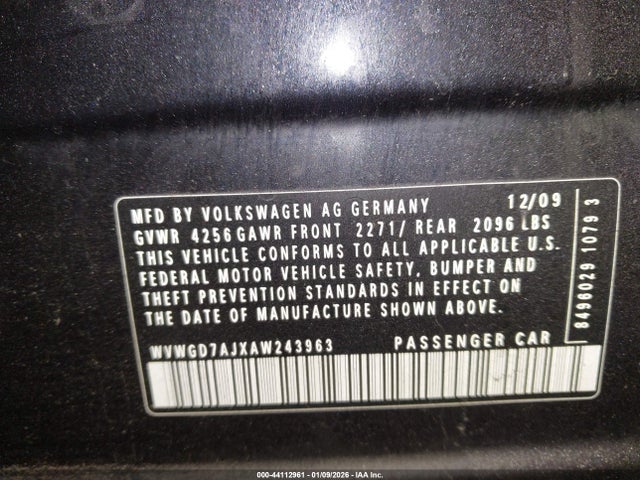 MFD BY VOLKSWAGEN AG GERMANY 12/09
GVWR 4256 GAWR FRONT 2271/ REAR 2096 LBS
THIS VEHICLE CONFORMS TO ALL APPLICABLE U.S.
FEDERAL MOTOR VEHICLE SAFETY, BUMPER AND
THEFT PREVENTION STANDARDS IN EFFECT ON
THE DATE OF MANUFACTURE SHOWN ABOVE.
WVWGD7AJXAW243963 PASSENGER CAR
8496029 1079 3
000-44112961 - 01/09/2026 - IAA Inc.